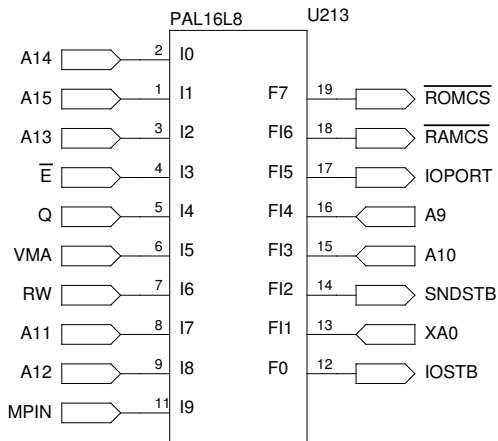 PAL16L8 U213
A14 2 I0
A15 1 I1 F7 19 R̅O̅M̅C̅S̅
A13 3 I2 FI6 18 R̅A̅M̅C̅S̅
E̅ 4 I3 FI5 17 IOPORT
Q 5 I4 FI4 16 A9
VMA 6 I5 FI3 15 A10
RW 7 I6 FI2 14 SNDSTB
A11 8 I7 FI1 13 XA0
A12 9 I8 F0 12 IOSTB
MPIN 11 I9